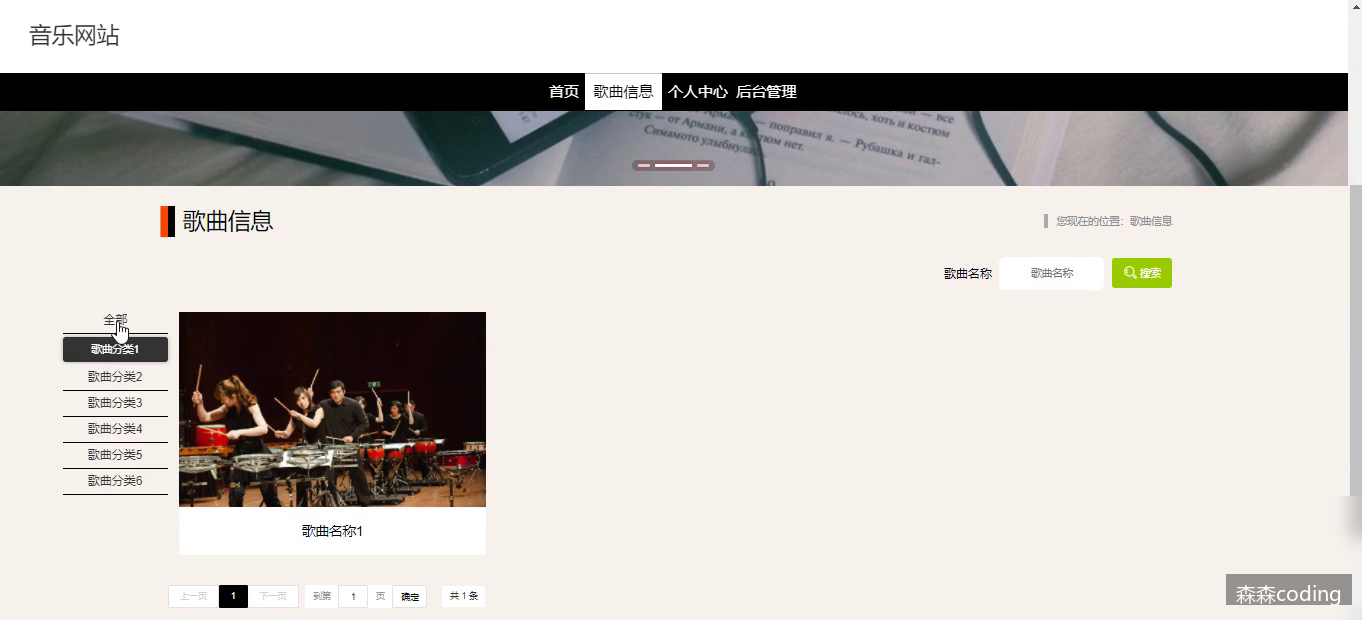 音乐网站
首页 歌曲信息 个人中心 后台管理
лось, хоть и костюм — все
стук — от Армани, а костюм нет.
— поправил я. — Рубашка и гал-
Симамото улыбнулась.
歌曲信息
您现在的位置：歌曲信息
歌曲名称 歌曲名称 搜索
全部
歌曲分类1
歌曲分类2
歌曲分类3
歌曲分类4
歌曲分类5
歌曲分类6
歌曲名称1
上一页 1 下一页 到第 1 页 确定 共 1 条
森森coding